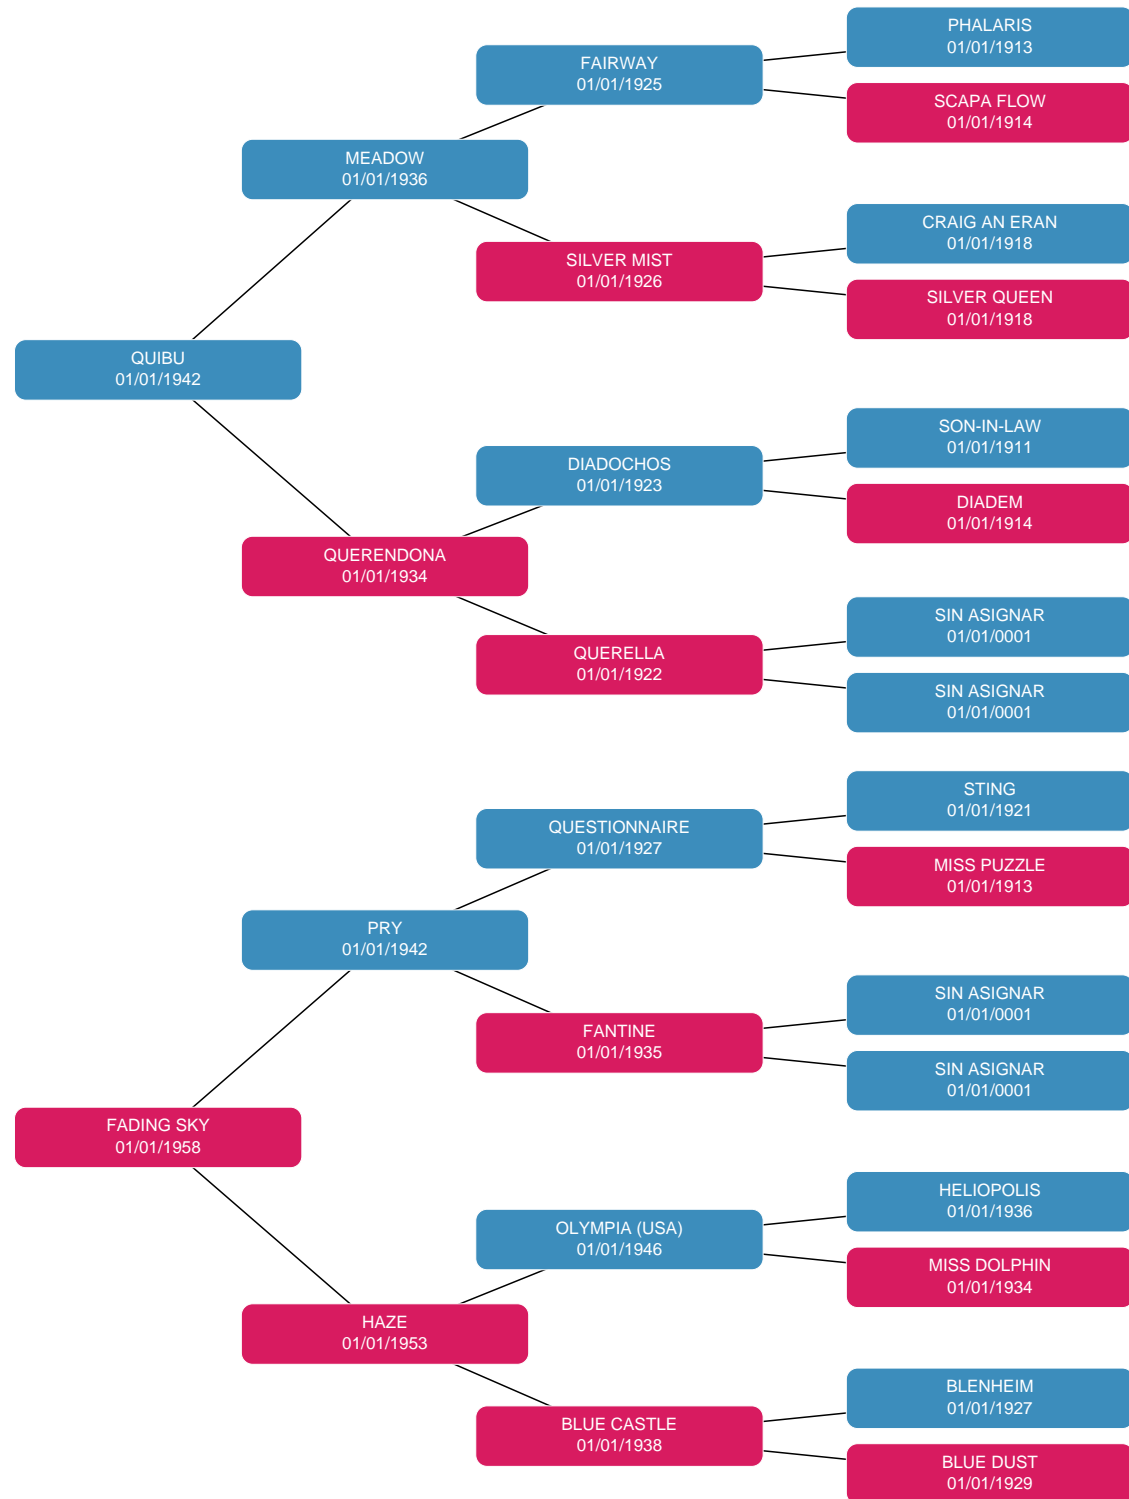 PHALARIS
01/01/1913
FAIRWAY
01/01/1925
SCAPA FLOW
01/01/1914
MEADOW
01/01/1936
CRAIG AN ERAN
01/01/1918
SILVER MIST
01/01/1926
SILVER QUEEN
01/01/1918
QUIBU
01/01/1942
SON-IN-LAW
01/01/1911
DIADOCHOS
01/01/1923
DIADEM
01/01/1914
QUERENDONA
01/01/1934
SIN ASIGNAR
01/01/0001
QUERELLA
01/01/1922
SIN ASIGNAR
01/01/0001
STING
01/01/1921
QUESTIONNAIRE
01/01/1927
MISS PUZZLE
01/01/1913
PRY
01/01/1942
SIN ASIGNAR
01/01/0001
FANTINE
01/01/1935
SIN ASIGNAR
01/01/0001
FADING SKY
01/01/1958
HELIOPOLIS
01/01/1936
OLYMPIA (USA)
01/01/1946
MISS DOLPHIN
01/01/1934
HAZE
01/01/1953
BLENHEIM
01/01/1927
BLUE CASTLE
01/01/1938
BLUE DUST
01/01/1929